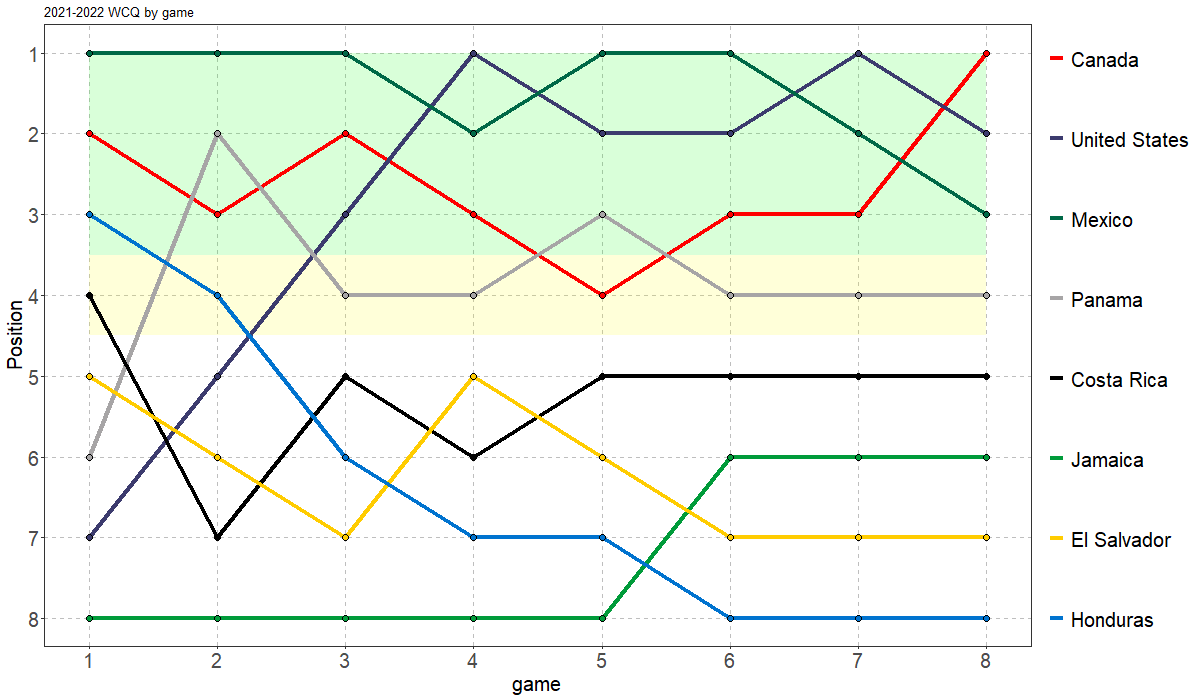 2021-2022 WCQ by game
Position
1
2
3
4
5
6
7
8
1 2 3 4 5 6 7 8
game
Canada
United States
Mexico
Panama
Costa Rica
Jamaica
El Salvador
Honduras